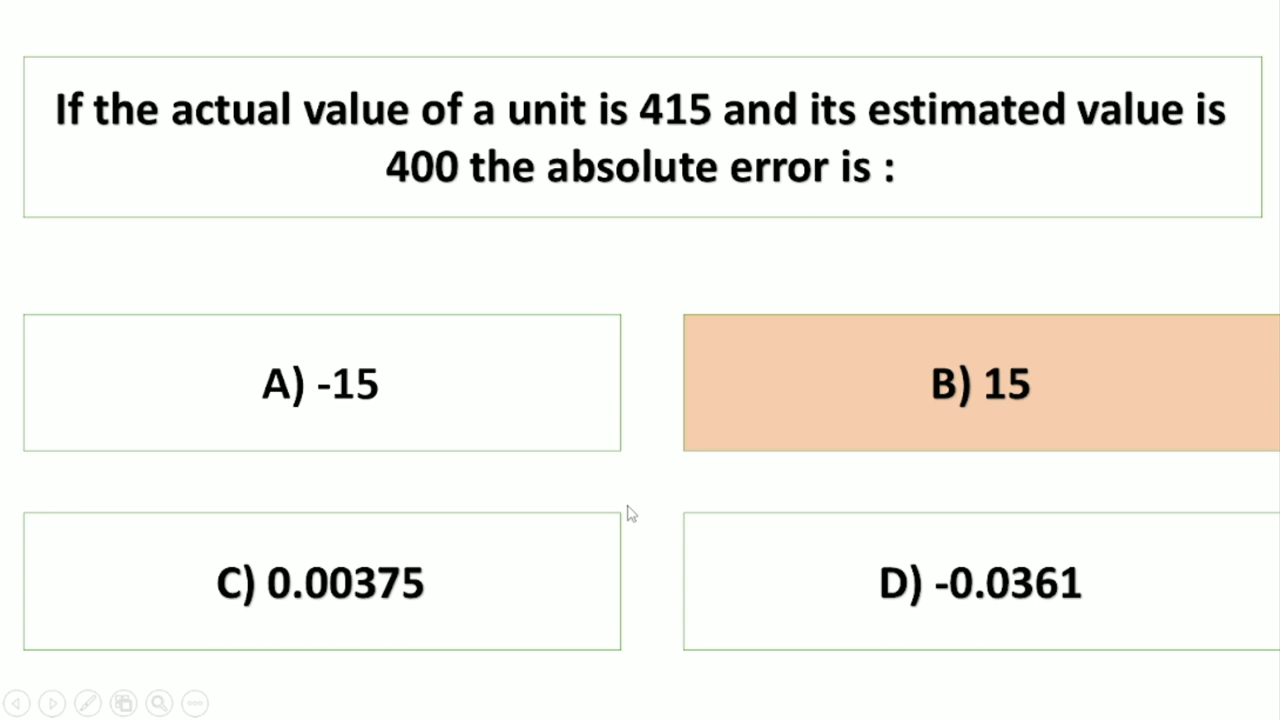 If the actual value of a unit is 415 and its estimated value is
400 the absolute error is :
A) -15
B) 15
C) 0.00375
D) -0.0361